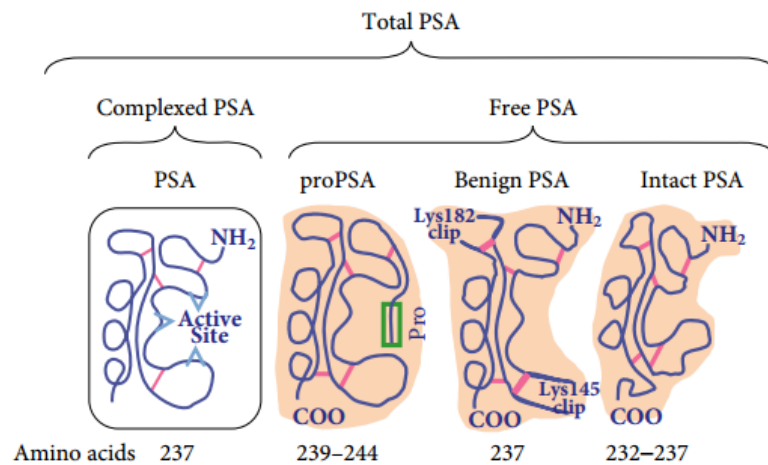 Total PSA
Complexed PSA
Free PSA
PSA
proPSA
Benign PSA
Intact PSA
NH2
Active
Site
Pro
COO
Lys182
clip
NH2
Lys145
clip
COO
NH2
COO
Amino acids 237 239–244 237 232–237